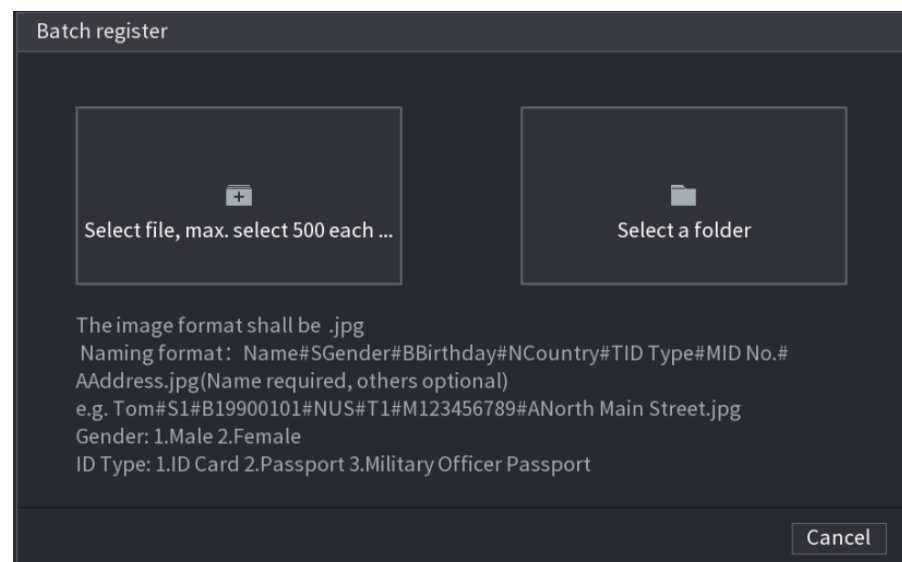 Batch register
Select file, max. select 500 each ...
Select a folder
The image format shall be .jpg
Naming format: Name#SGender#BBirthday#NCountry#TID Type#MID No.#
AAddress.jpg(Name required, others optional)
e.g. Tom#S1#B19900101#NUS#T1#M123456789#ANorth Main Street.jpg
Gender: 1.Male 2.Female
ID Type: 1.ID Card 2.Passport 3.Military Officer Passport
Cancel